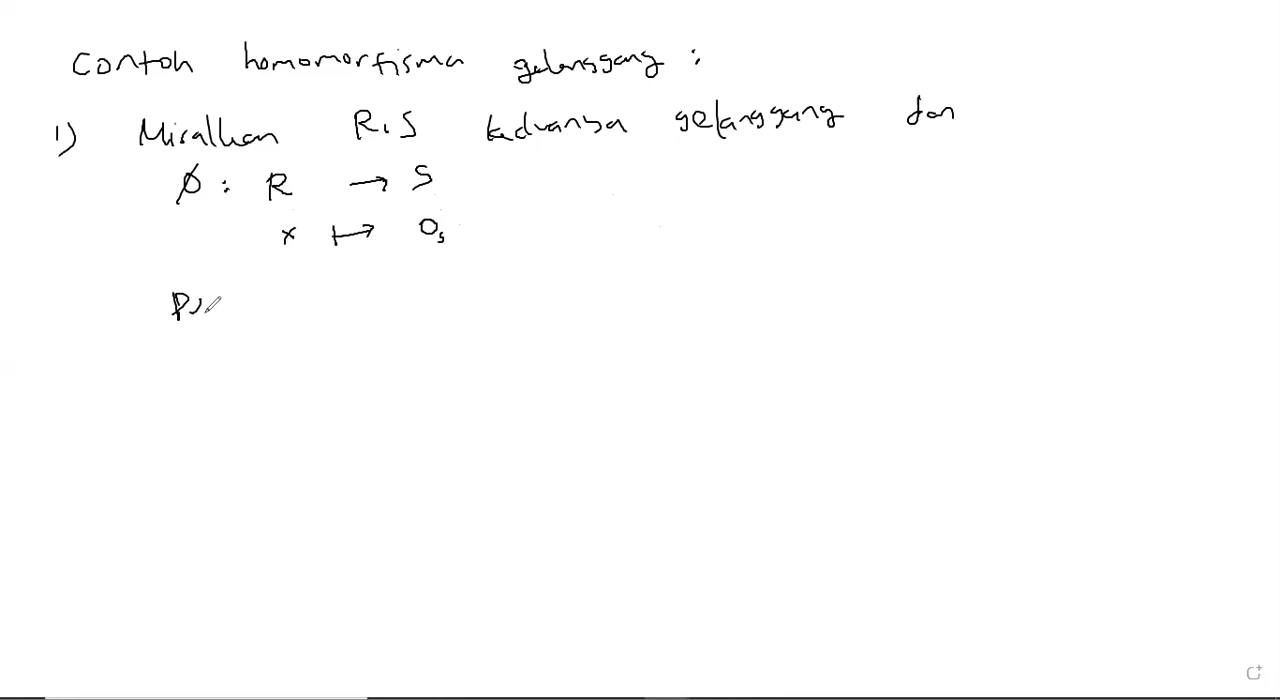 Contoh homomorfisma gelanggang :
1) Misalkan R, S keduanya gelanggang dan
ϕ : R → S
x ↦ 0ₛ